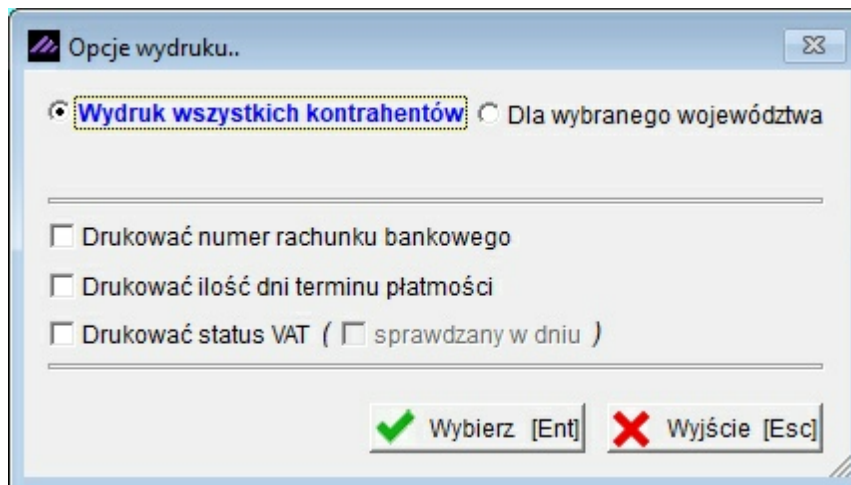 Opcje wydruku..
Wydruk wszystkich kontrahentów Dla wybranego województwa
Drukować numer rachunku bankowego
Drukować ilość dni terminu płatmości
Drukować status VAT ( sprawdzany w dniu )
Wybierz [Ent] Wyjście [Esc]